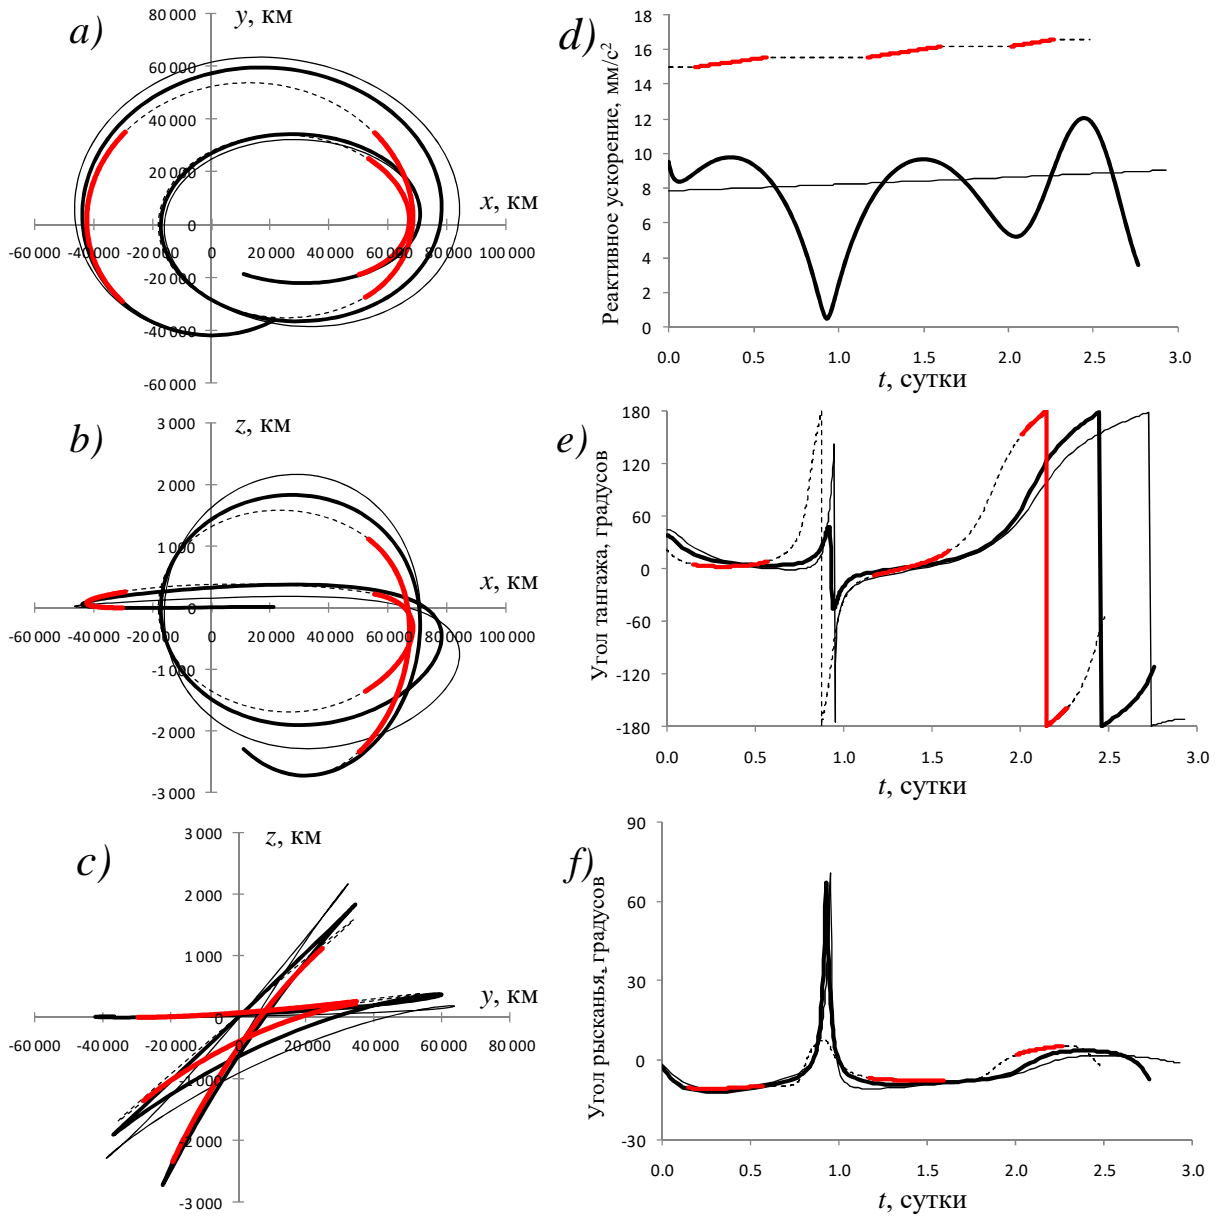 a)
y, км
80 000
60 000
40 000
20 000
0
-20 000
-40 000
-60 000
x, км
-60 000 -40 000 -20 000 0 20 000 40 000 60 000 80 000 100 000
d)
Реактивное ускорение, мм/с²
18
16
14
12
10
8
6
4
2
0
0.0 0.5 1.0 1.5 2.0 2.5 3.0
t, сутки
b)
z, км
3 000
2 000
1 000
0
-1 000
-2 000
-3 000
x, км
-60 000 -40 000 -20 000 0 20 000 40 000 60 000 80 000 100 000
e)
Угол тангажа, градусов
180
120
60
0
-60
-120
-180
0.0 0.5 1.0 1.5 2.0 2.5 3.0
t, сутки
c)
z, км
3 000
2 000
1 000
0
-1 000
-2 000
-3 000
y, км
-60 000 -40 000 -20 000 0 20 000 40 000 60 000 80 000
f)
Угол рысканья, градусов
90
60
30
0
-30
0.0 0.5 1.0 1.5 2.0 2.5 3.0
t, сутки